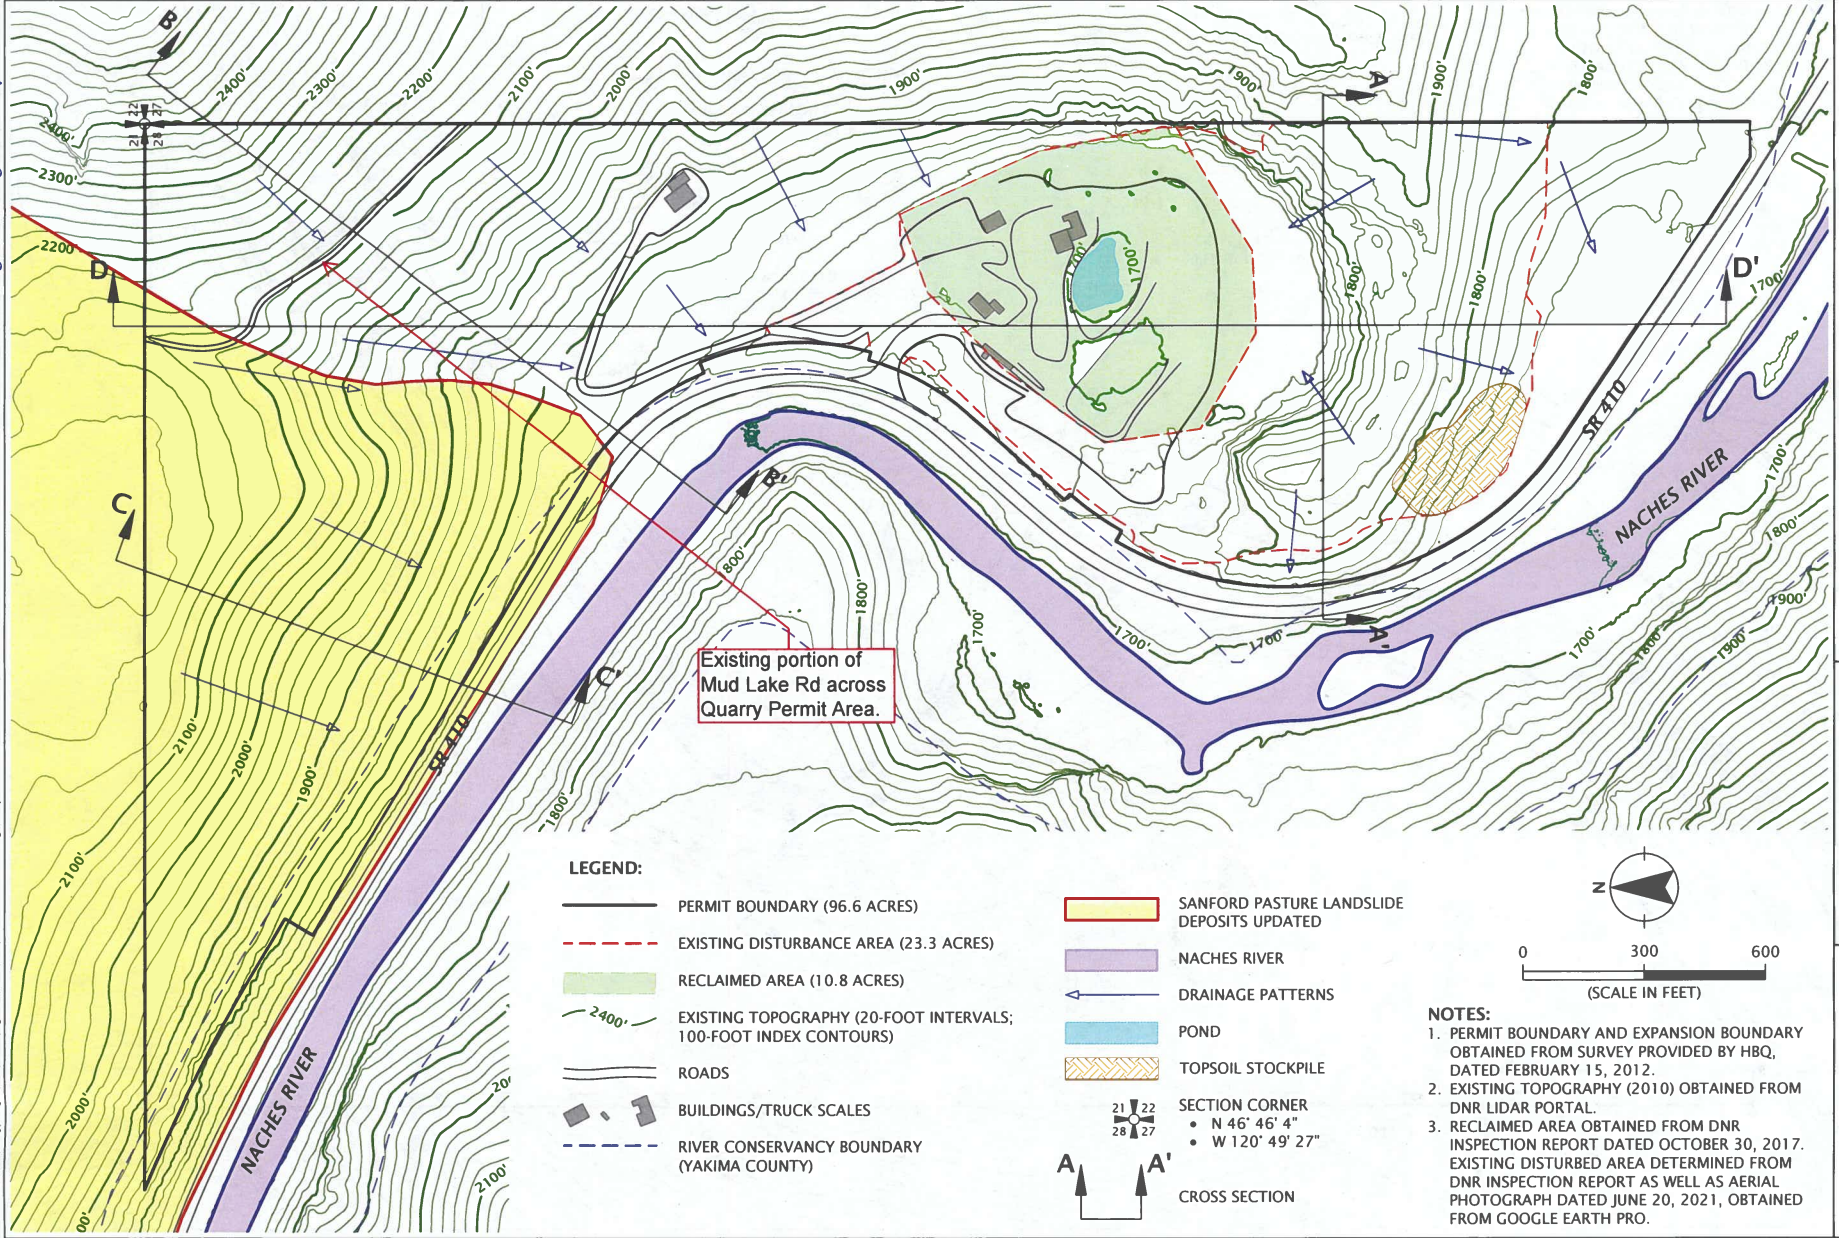 B
A
2400'
2300'
2200'
2100'
2000'
1900'
1900'
1900'
1800'
22 27
21 28
2400'
2300'
2200'
D
D'
1700'
1700'
1700'
1800'
1800'
SR 410
C
B'
NACHES RIVER
1700'
1800'
1900'
1700'
1800'
1900'
800'
1800'
1700'
1700'
1700'
A'
C'
Existing portion of
Mud Lake Rd across
Quarry Permit Area.
SR 410
2100'
2000'
1900'
1800'
2100'
2000'
NACHES RIVER
200
2100'
00'
LEGEND:
PERMIT BOUNDARY (96.6 ACRES)
EXISTING DISTURBANCE AREA (23.3 ACRES)
RECLAIMED AREA (10.8 ACRES)
2400'
EXISTING TOPOGRAPHY (20-FOOT INTERVALS;
100-FOOT INDEX CONTOURS)
ROADS
BUILDINGS/TRUCK SCALES
RIVER CONSERVANCY BOUNDARY
(YAKIMA COUNTY)
SANFORD PASTURE LANDSLIDE
DEPOSITS UPDATED
NACHES RIVER
DRAINAGE PATTERNS
POND
TOPSOIL STOCKPILE
21 22
28 27
SECTION CORNER
• N 46° 46' 4"
• W 120° 49' 27"
A A'
CROSS SECTION
N
0 300 600
(SCALE IN FEET)
NOTES:
1. PERMIT BOUNDARY AND EXPANSION BOUNDARY
OBTAINED FROM SURVEY PROVIDED BY HBQ,
DATED FEBRUARY 15, 2012.
2. EXISTING TOPOGRAPHY (2010) OBTAINED FROM
DNR LIDAR PORTAL.
3. RECLAIMED AREA OBTAINED FROM DNR
INSPECTION REPORT DATED OCTOBER 30, 2017.
EXISTING DISTURBED AREA DETERMINED FROM
DNR INSPECTION REPORT AS WELL AS AERIAL
PHOTOGRAPH DATED JUNE 20, 2021, OBTAINED
FROM GOOGLE EARTH PRO.